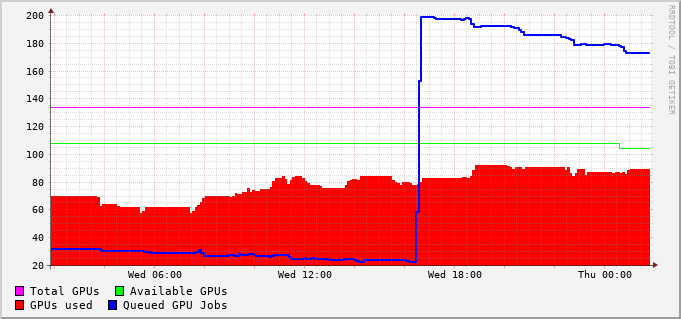 200
180
160
140
120
100
80
60
40
20
Wed 06:00 Wed 12:00 Wed 18:00 Thu 00:00
Total GPUs Available GPUs
GPUs used Queued GPU Jobs
RRDTOOL / TOBI OETIKER